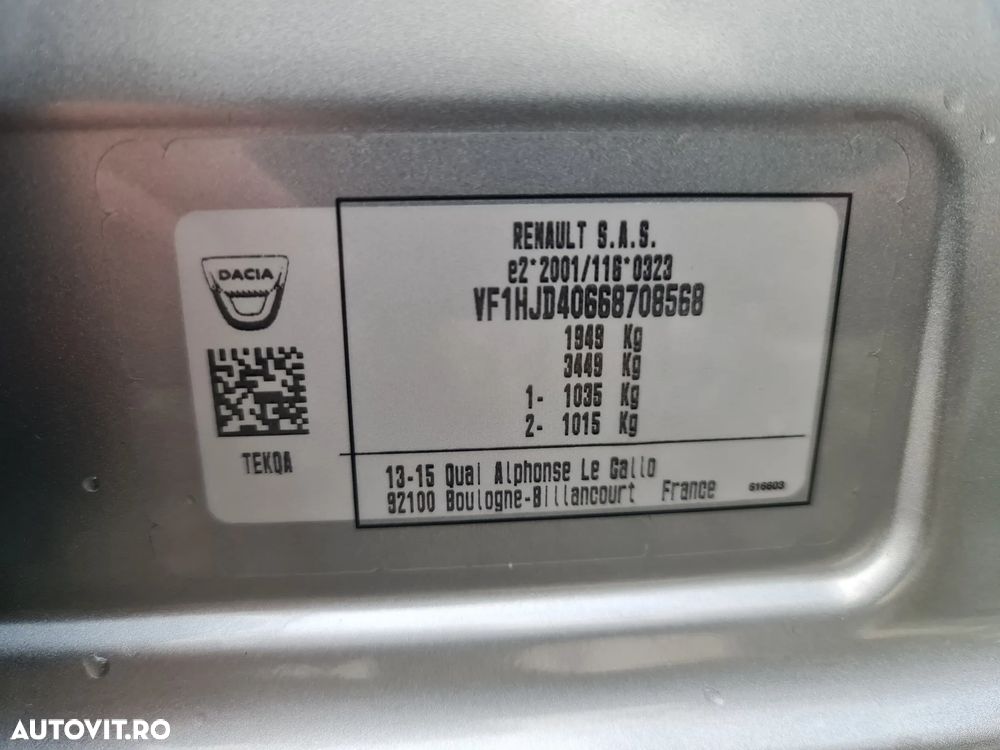 DACIA
TEKQA
RENAULT S.A.S.
e2*2001/116*0323
VF1HJD40668708568
1949 Kg
3449 Kg
1- 1035 Kg
2- 1015 Kg
13-15 Quai Alphonse Le Gallo
92100 Boulogne-Billancourt France
616603
AUTOVIT.RO